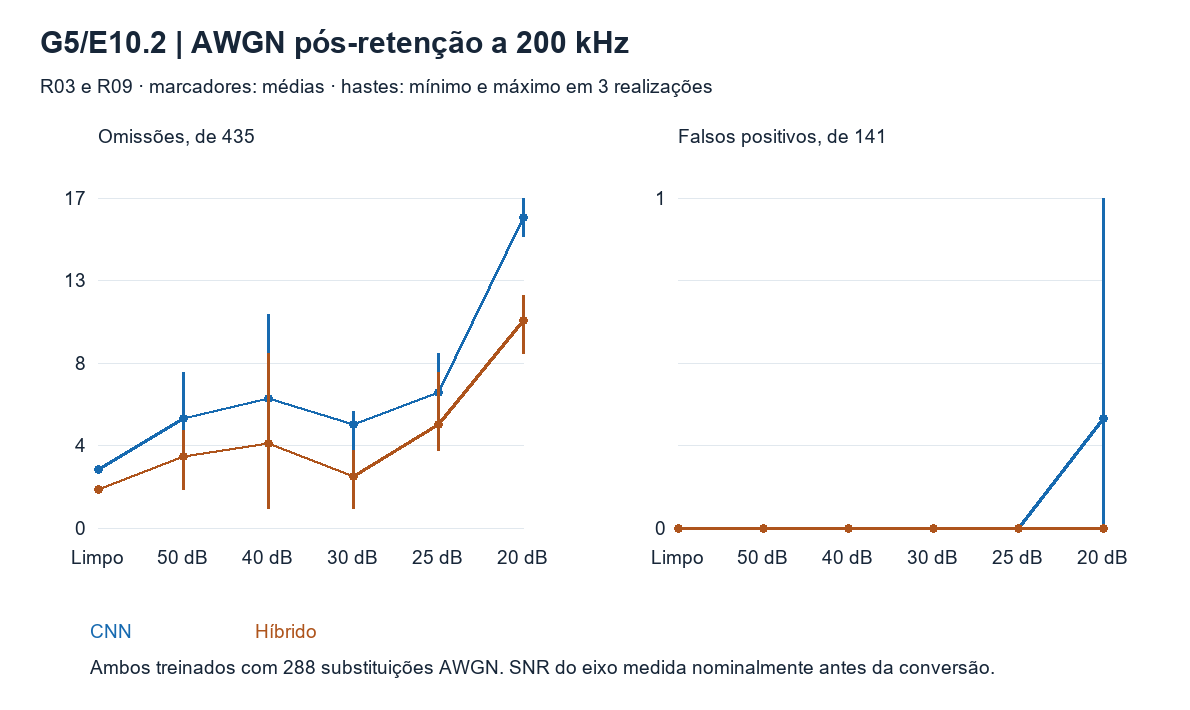 G5/E10.2 | AWGN pós-retenção a 200 kHz
R03 e R09 · marcadores: médias · hastes: mínimo e máximo em 3 realizações
Omissões, de 435
17
13
8
4
0
Limpo 50 dB 40 dB 30 dB 25 dB 20 dB
Falsos positivos, de 141
1
0
Limpo 50 dB 40 dB 30 dB 25 dB 20 dB
CNN Híbrido
Ambos treinados com 288 substituições AWGN. SNR do eixo medida nominalmente antes da conversão.